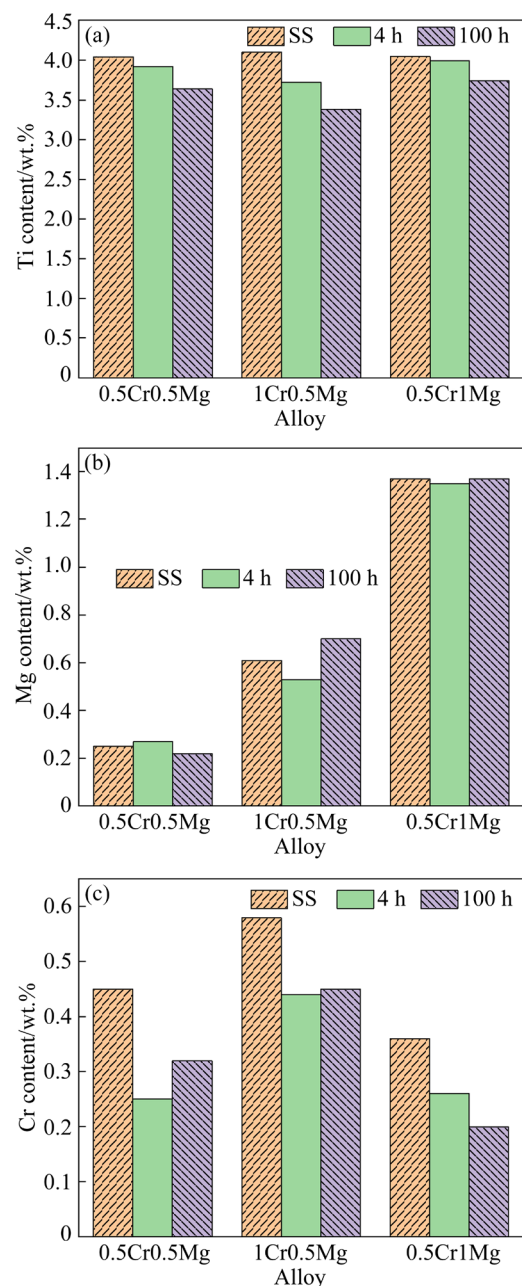 (a)
SS 4 h 100 h
4.5
4.0
3.5
3.0
2.5
2.0
1.5
1.0
0.5
0
Ti content/wt.%
0.5Cr0.5Mg 1Cr0.5Mg 0.5Cr1Mg
Alloy
(b)
1.4
1.2
1.0
0.8
0.6
0.4
0.2
0
SS 4 h 100 h
Mg content/wt.%
0.5Cr0.5Mg 1Cr0.5Mg 0.5Cr1Mg
Alloy
(c)
SS 4 h 100 h
0.6
0.5
0.4
0.3
0.2
0.1
0
Cr content/wt.%
0.5Cr0.5Mg 1Cr0.5Mg 0.5Cr1Mg
Alloy